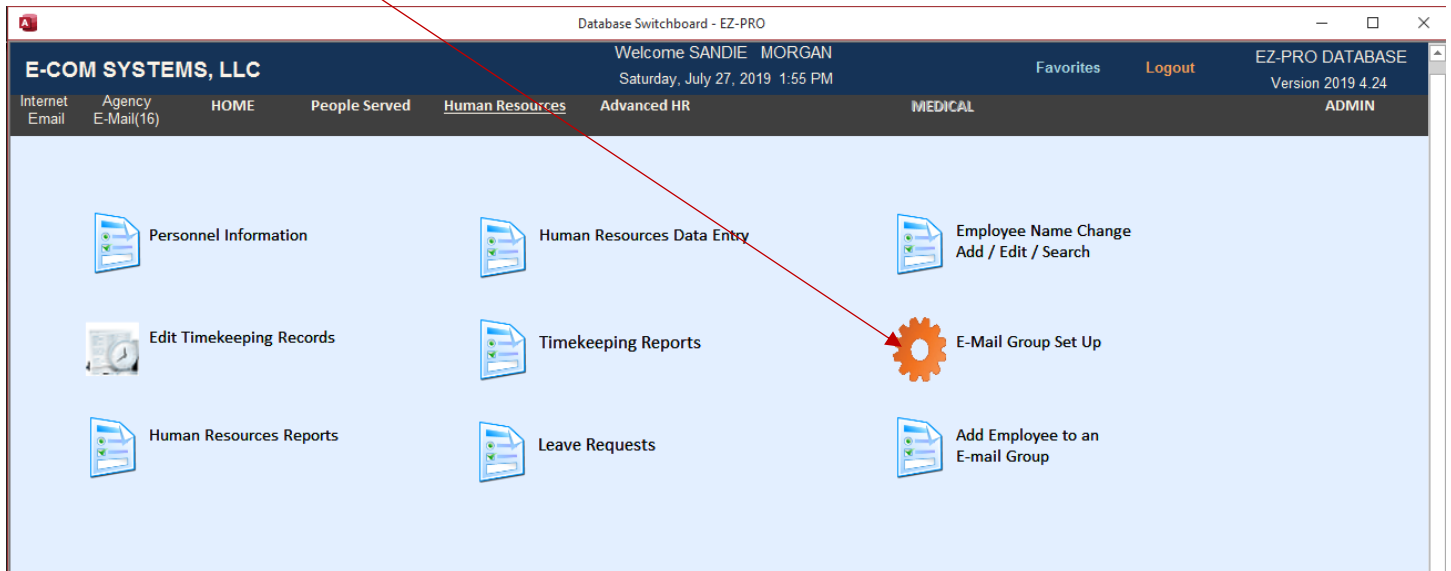 Database Switchboard - EZ-PRO
E-COM SYSTEMS, LLC
Welcome SANDIE MORGAN
Saturday, July 27, 2019 1:55 PM
Favorites
Logout
EZ-PRO DATABASE
Version 2019 4.24
Internet
Email
Agency
E-Mail(16)
HOME
People Served
Human Resources
Advanced HR
MEDICAL
ADMIN
Personnel Information
Human Resources Data Entry
Employee Name Change
Add / Edit / Search
Edit Timekeeping Records
Timekeeping Reports
E-Mail Group Set Up
Human Resources Reports
Leave Requests
Add Employee to an
E-mail Group